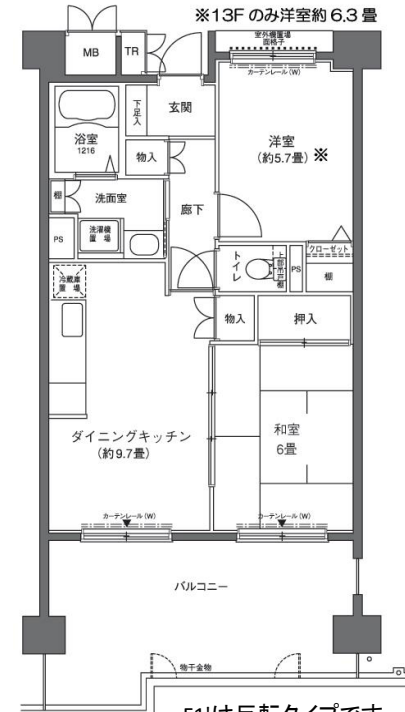 ※13Fのみ洋室約6.3畳
MB
TR
室外機置場
面格子
カーテンレール(W)
下足入
玄関
浴室
1216
物入
洋室
(約5.7畳)※
棚
洗面室
廊下
PS
洗濯機
置場
トイレ
上部吊戸棚
PS
クローゼット
棚
冷蔵庫
置場
物入
押入
ダイニングキッチン
(約9.7畳)
和室
6畳
カーテンレール(W)
カーテンレール(W)
バルコニー
物干金物
は反転タイプです